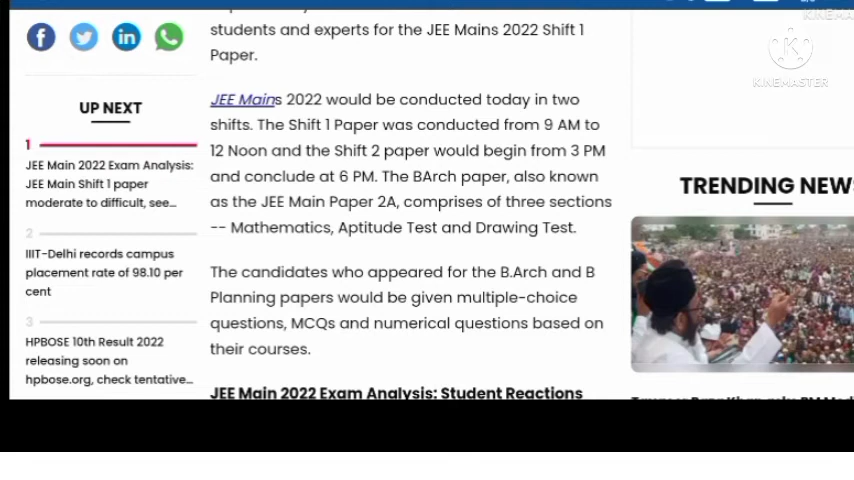 students and experts for the JEE Mains 2022 Shift 1
Paper.
JEE Mains 2022 would be conducted today in two
shifts. The Shift 1 Paper was conducted from 9 AM to
12 Noon and the Shift 2 paper would begin from 3 PM
and conclude at 6 PM. The BArch paper, also known
as the JEE Main Paper 2A, comprises of three sections
-- Mathematics, Aptitude Test and Drawing Test.
The candidates who appeared for the B.Arch and B
Planning papers would be given multiple-choice
questions, MCQs and numerical questions based on
their courses.
JEE Main 2022 Exam Analysis: Student Reactions
UP NEXT
1
JEE Main 2022 Exam Analysis:
JEE Main Shift 1 paper
moderate to difficult, see...
2
IIIT-Delhi records campus
placement rate of 98.10 per
cent
3
HPBOSE 10th Result 2022
releasing soon on
hpbose.org, check tentative...
KINEMA
K
KINEMASTER
TRENDING NEW